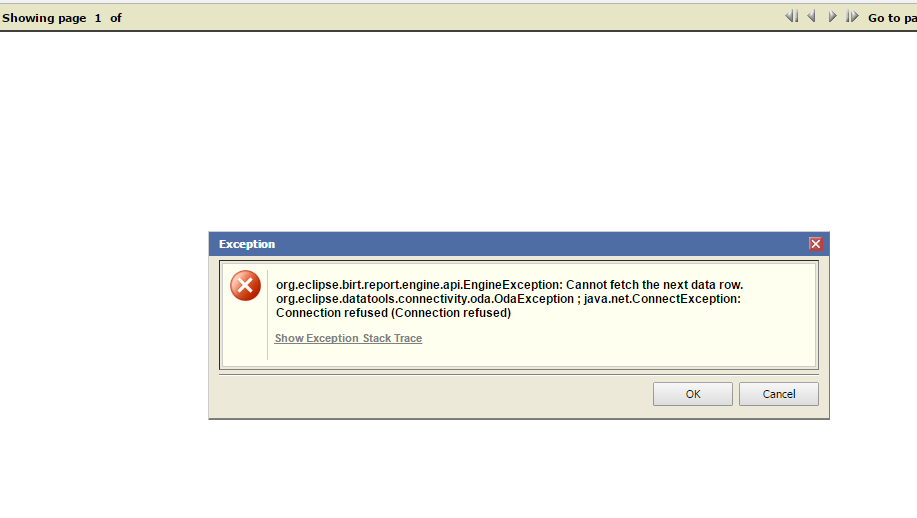 Showing page 1 of
Go to pa
Exception
org.eclipse.birt.report.engine.api.EngineException: Cannot fetch the next data row.
org.eclipse.datatools.connectivity.oda.OdaException ; java.net.ConnectException:
Connection refused (Connection refused)
Show Exception Stack Trace
OK
Cancel